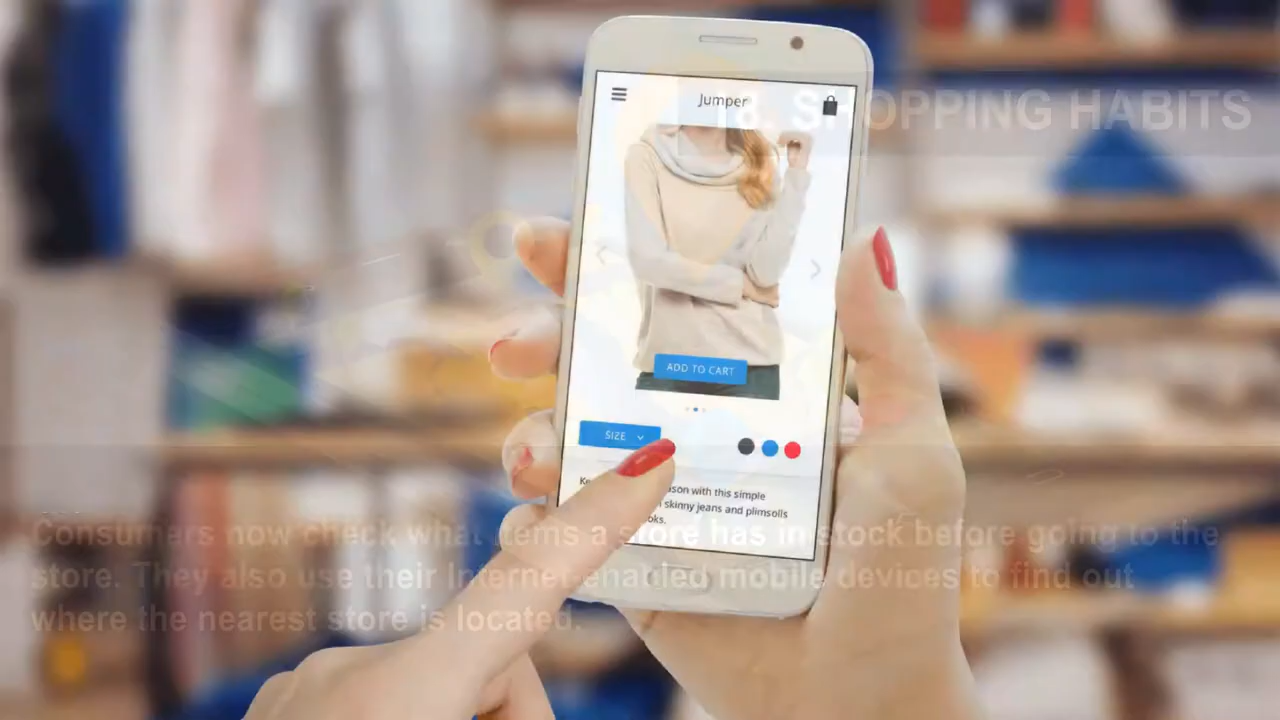 Jumper
18. SHOPPING HABITS
ADD TO CART
SIZE
son with this simple
skinny jeans and plimsolls
oks.
Consumers now check what items a store has in stock before going to the
store. They also use their Internet-enabled mobile devices to find out
where the nearest store is located.